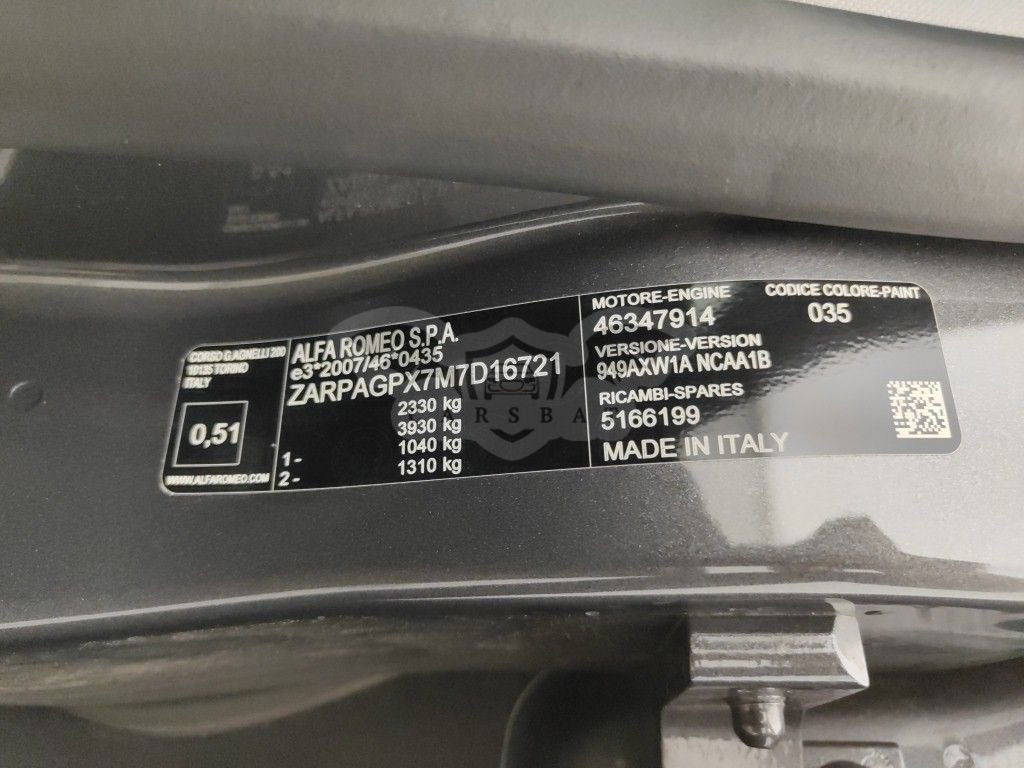 CORSO G.AGNELLI 200
10135 TORINO
ITALY
0,51
WWW.ALFAROMEO.COM
ALFA ROMEO S.P.A.
e3*2007/46*0435
ZARPAGPX7M7D16721
2330 kg
3930 kg
1- 1040 kg
2- 1310 kg
MOTORE-ENGINE
46347914
VERSIONE-VERSION
949AXW1A NCAA1B
RICAMBI-SPARES
5166199
MADE IN ITALY
CODICE COLORE-PAINT
035
CARSBA